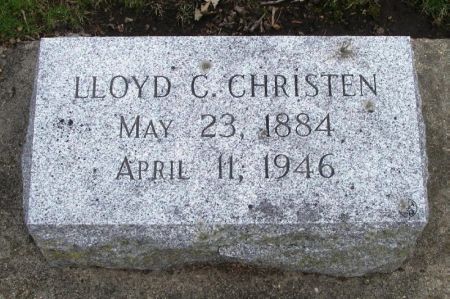 LLOYD C. CHRISTEN
MAY 23, 1884
APRIL 11, 1946